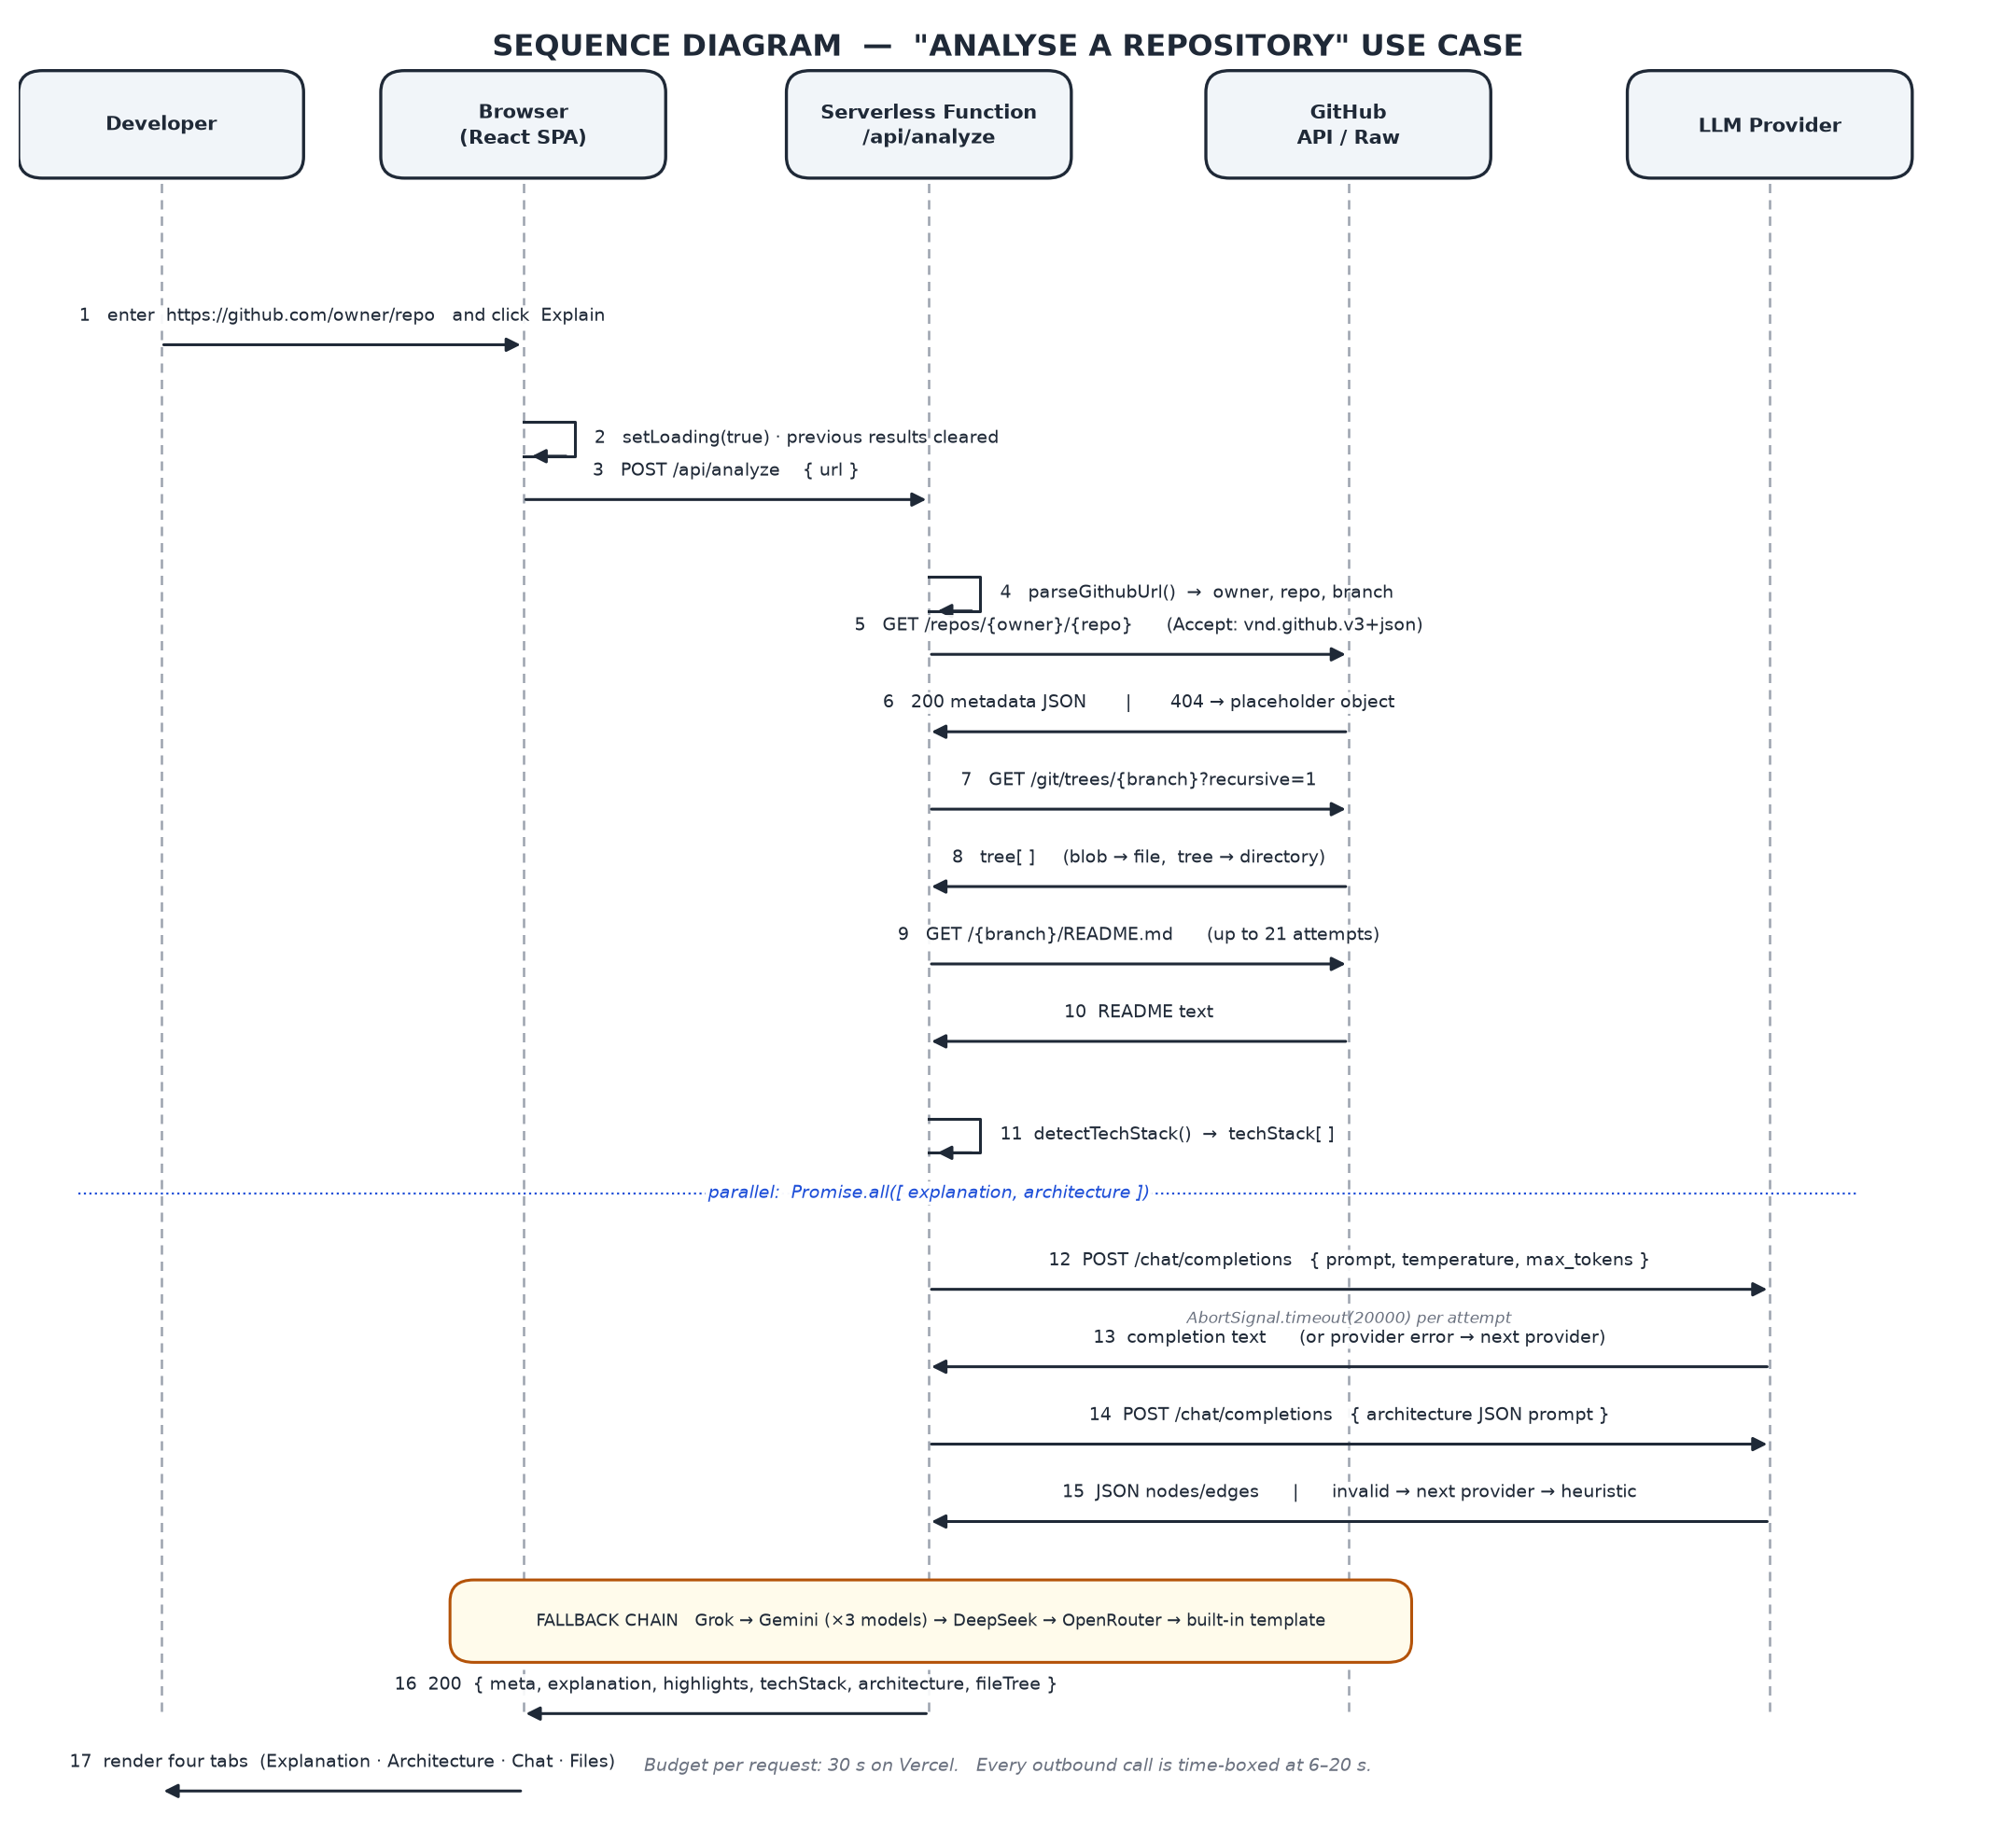 SEQUENCE DIAGRAM — "ANALYSE A REPOSITORY" USE CASE
Developer
Browser
(React SPA)
Serverless Function
/api/analyze
GitHub
API / Raw
LLM Provider
1 enter https://github.com/owner/repo and click Explain
2 setLoading(true) · previous results cleared
3 POST /api/analyze { url }
4 parseGithubUrl() → owner, repo, branch
5 GET /repos/{owner}/{repo} (Accept: vnd.github.v3+json)
6 200 metadata JSON | 404 → placeholder object
7 GET /git/trees/{branch}?recursive=1
8 tree[ ] (blob → file, tree → directory)
9 GET /{branch}/README.md (up to 21 attempts)
10 README text
11 detectTechStack() → techStack[ ]
parallel: Promise.all([ explanation, architecture ])
12 POST /chat/completions { prompt, temperature, max_tokens }
AbortSignal.timeout(20000) per attempt
13 completion text (or provider error → next provider)
14 POST /chat/completions { architecture JSON prompt }
15 JSON nodes/edges | invalid → next provider → heuristic
FALLBACK CHAIN Grok → Gemini (×3 models) → DeepSeek → OpenRouter → built-in template
16 200 { meta, explanation, highlights, techStack, architecture, fileTree }
17 render four tabs (Explanation · Architecture · Chat · Files)
Budget per request: 30 s on Vercel. Every outbound call is time-boxed at 6–20 s.